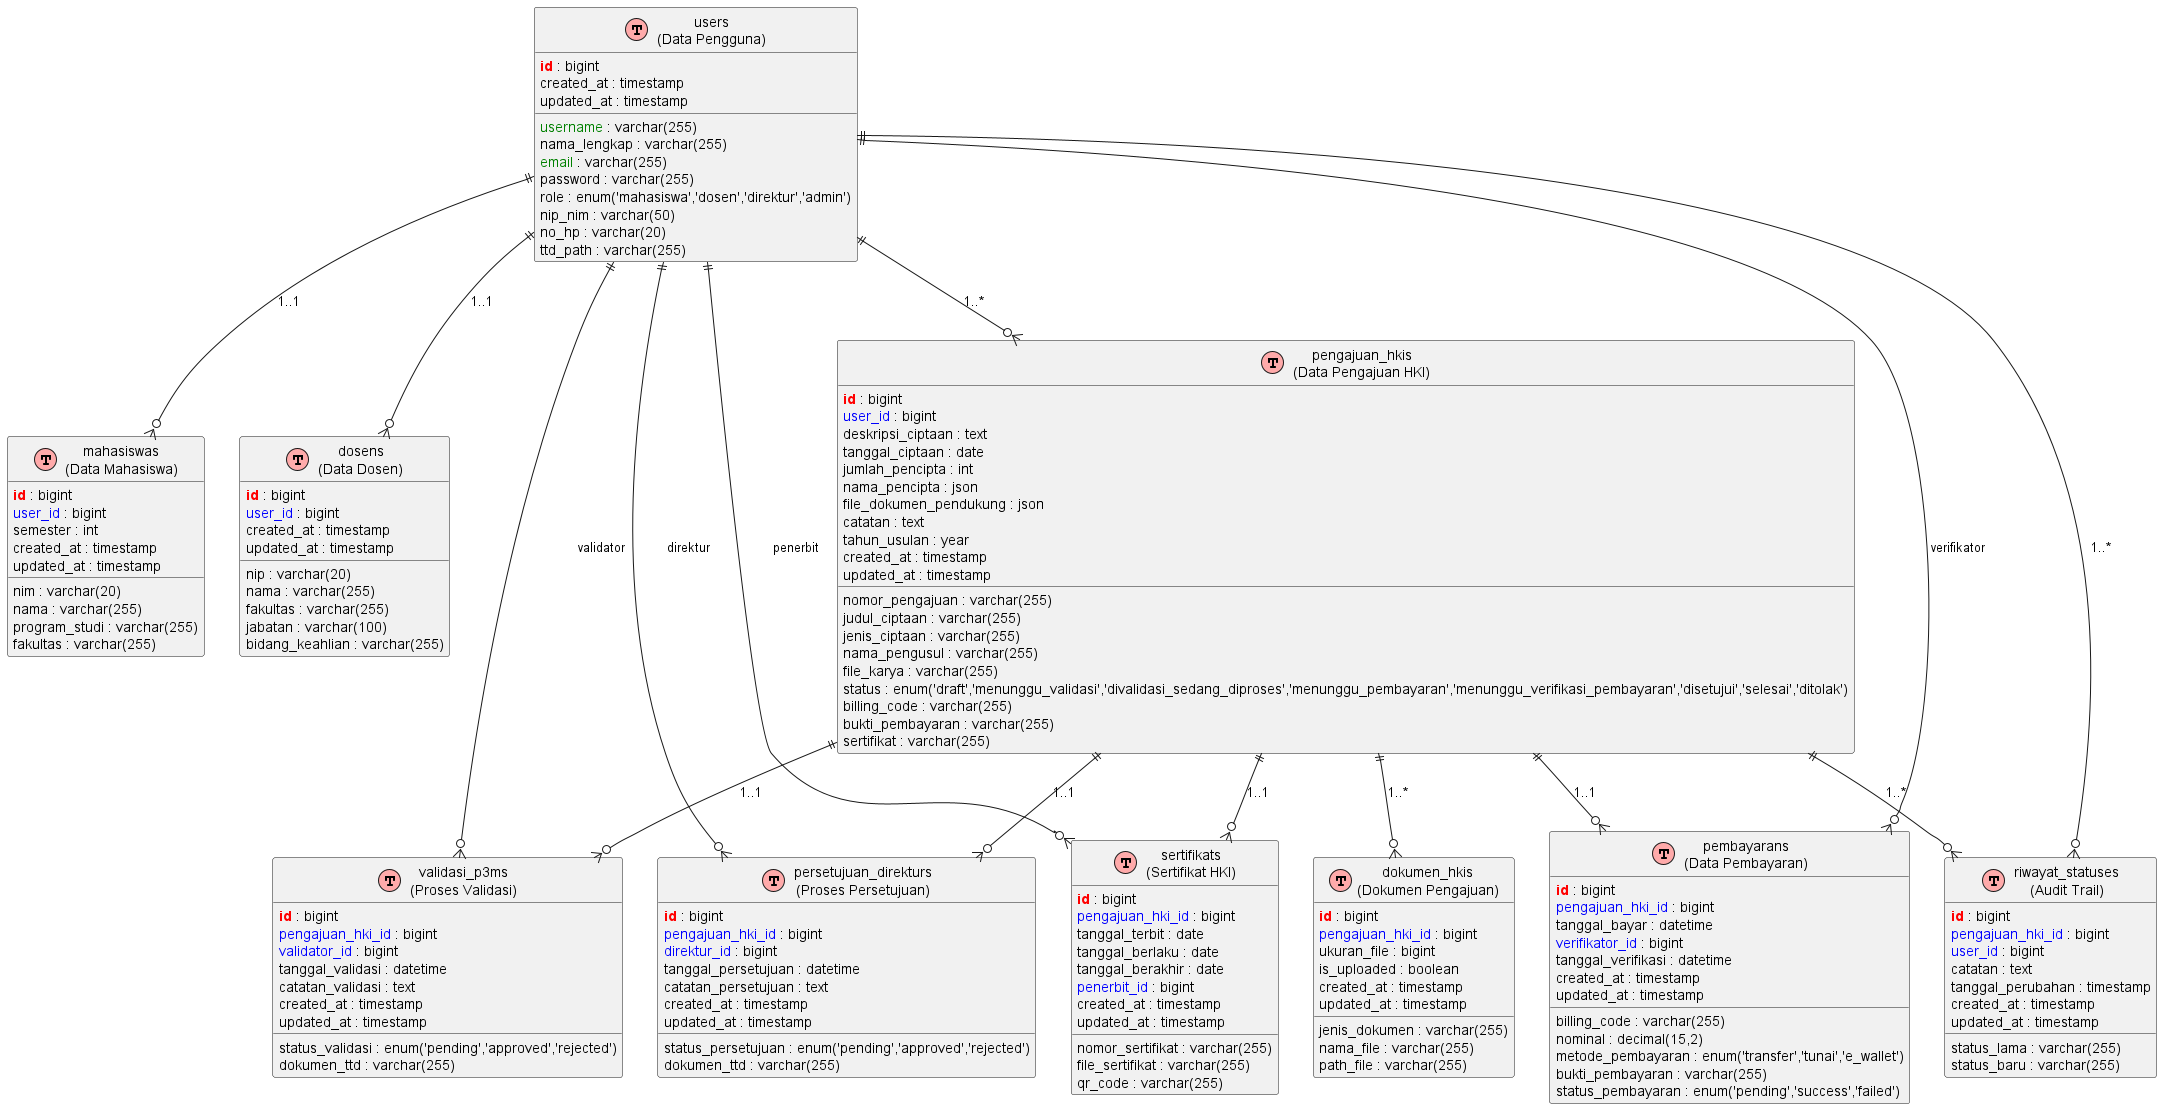 users
(Data Pengguna)
id : bigint
created_at : timestamp
updated_at : timestamp
username : varchar(255)
nama_lengkap : varchar(255)
email : varchar(255)
password : varchar(255)
role : enum('mahasiswa','dosen','direktur','admin')
nip_nim : varchar(50)
no_hp : varchar(20)
ttd_path : varchar(255)
1..1
1..1
1..*
pengajuan_hkis
(Data Pengajuan HKI)
id : bigint
user_id : bigint
deskripsi_ciptaan : text
tanggal_ciptaan : date
jumlah_pencipta : int
nama_pencipta : json
file_dokumen_pendukung : json
catatan : text
tahun_usulan : year
created_at : timestamp
updated_at : timestamp
nomor_pengajuan : varchar(255)
judul_ciptaan : varchar(255)
jenis_ciptaan : varchar(255)
nama_pengusul : varchar(255)
file_karya : varchar(255)
status : enum('draft','menunggu_validasi','divalidasi_sedang_diproses','menunggu_pembayaran','menunggu_verifikasi_pembayaran','disetujui','selesai','ditolak')
billing_code : varchar(255)
bukti_pembayaran : varchar(255)
sertifikat : varchar(255)
mahasiswas
(Data Mahasiswa)
id : bigint
user_id : bigint
semester : int
created_at : timestamp
updated_at : timestamp
nim : varchar(20)
nama : varchar(255)
program_studi : varchar(255)
fakultas : varchar(255)
dosens
(Data Dosen)
id : bigint
user_id : bigint
created_at : timestamp
updated_at : timestamp
nip : varchar(20)
nama : varchar(255)
fakultas : varchar(255)
jabatan : varchar(100)
bidang_keahlian : varchar(255)
validator
direktur
penerbit
verifikator
1..*
1..1
1..1
1..1
1..*
1..1
1..*
validasi_p3ms
(Proses Validasi)
id : bigint
pengajuan_hki_id : bigint
validator_id : bigint
tanggal_validasi : datetime
catatan_validasi : text
created_at : timestamp
updated_at : timestamp
status_validasi : enum('pending','approved','rejected')
dokumen_ttd : varchar(255)
persetujuan_direkturs
(Proses Persetujuan)
id : bigint
pengajuan_hki_id : bigint
direktur_id : bigint
tanggal_persetujuan : datetime
catatan_persetujuan : text
created_at : timestamp
updated_at : timestamp
status_persetujuan : enum('pending','approved','rejected')
dokumen_ttd : varchar(255)
sertifikats
(Sertifikat HKI)
id : bigint
pengajuan_hki_id : bigint
tanggal_terbit : date
tanggal_berlaku : date
tanggal_berakhir : date
penerbit_id : bigint
created_at : timestamp
updated_at : timestamp
nomor_sertifikat : varchar(255)
file_sertifikat : varchar(255)
qr_code : varchar(255)
dokumen_hkis
(Dokumen Pengajuan)
id : bigint
pengajuan_hki_id : bigint
ukuran_file : bigint
is_uploaded : boolean
created_at : timestamp
updated_at : timestamp
jenis_dokumen : varchar(255)
nama_file : varchar(255)
path_file : varchar(255)
pembayarans
(Data Pembayaran)
id : bigint
pengajuan_hki_id : bigint
tanggal_bayar : datetime
verifikator_id : bigint
tanggal_verifikasi : datetime
created_at : timestamp
updated_at : timestamp
billing_code : varchar(255)
nominal : decimal(15,2)
metode_pembayaran : enum('transfer','tunai','e_wallet')
bukti_pembayaran : varchar(255)
status_pembayaran : enum('pending','success','failed')
riwayat_statuses
(Audit Trail)
id : bigint
pengajuan_hki_id : bigint
user_id : bigint
catatan : text
tanggal_perubahan : timestamp
created_at : timestamp
updated_at : timestamp
status_lama : varchar(255)
status_baru : varchar(255)